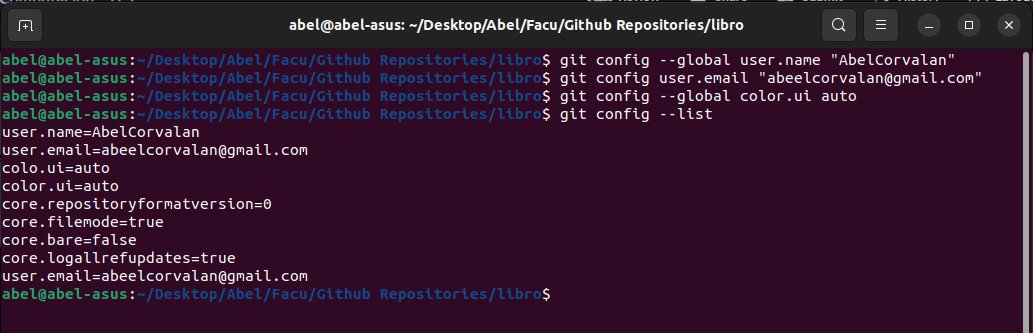 abel@abel-asus: ~/Desktop/Abel/Facu/Github Repositories/libro
abel@abel-asus:~/Desktop/Abel/Facu/Github Repositories/libro$ git config --global user.name "AbelCorvalan"
abel@abel-asus:~/Desktop/Abel/Facu/Github Repositories/libro$ git config user.email "abeelcorvalan@gmail.com"
abel@abel-asus:~/Desktop/Abel/Facu/Github Repositories/libro$ git config --global color.ui auto
abel@abel-asus:~/Desktop/Abel/Facu/Github Repositories/libro$ git config --list
user.name=AbelCorvalan
user.email=abeelcorvalan@gmail.com
colo.ui=auto
color.ui=auto
core.repositoryformatversion=0
core.filemode=true
core.bare=false
core.logallrefupdates=true
user.email=abeelcorvalan@gmail.com
abel@abel-asus:~/Desktop/Abel/Facu/Github Repositories/libro$